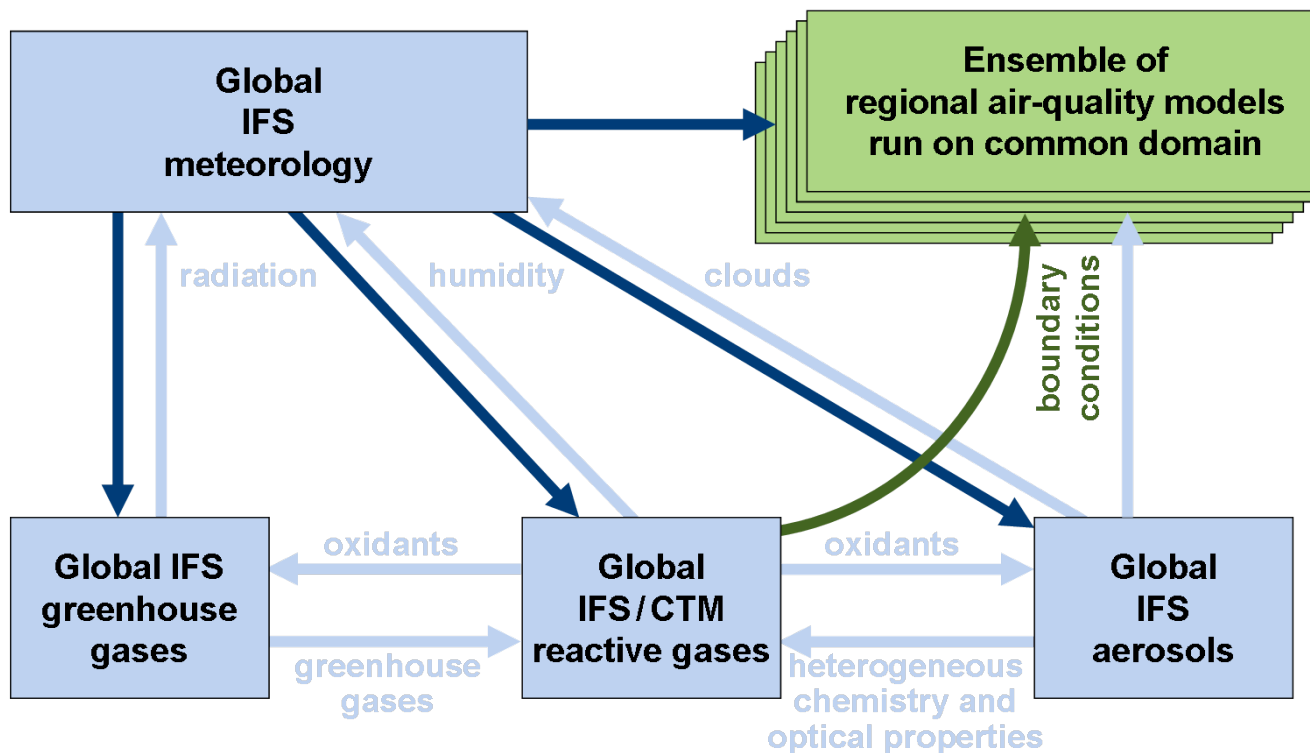 Global
IFS
meteorology
Ensemble of
regional air-quality models
run on common domain
radiation
humidity
clouds
boundary
conditions
Global IFS
greenhouse
gases
oxidants
greenhouse
gases
Global
IFS/CTM
reactive gases
oxidants
heterogeneous
chemistry and
optical properties
Global
IFS
aerosols